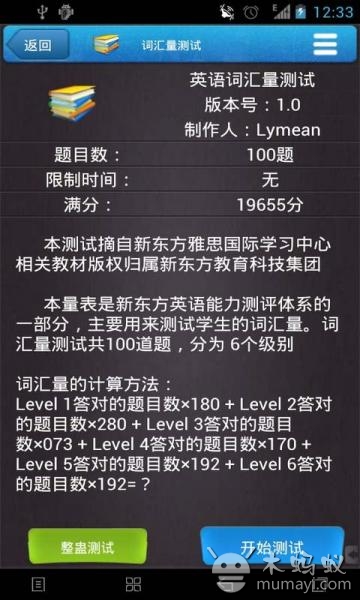 12:33
返回
词汇量测试
英语词汇量测试
版本号：1.0
制作人：Lymean
题目数： 100题
限制时间： 无
满分： 19655分
本测试摘自新东方雅思国际学习中心
相关教材版权归属新东方教育科技集团
本量表是新东方英语能力测评体系的
一部分，主要用来测试学生的词汇量。词
汇量测试共100道题，分为 6个级别
词汇量的计算方法：
Level 1答对的题目数×180 + Level 2答对
的题目数×280 + Level 3答对的题目
数×073 + Level 4答对的题目数×170 +
Level 5答对的题目数×192 + Level 6答对
的题目数×192=？
整蛊测试 开始测试
木蚂蚁
mumayi.com